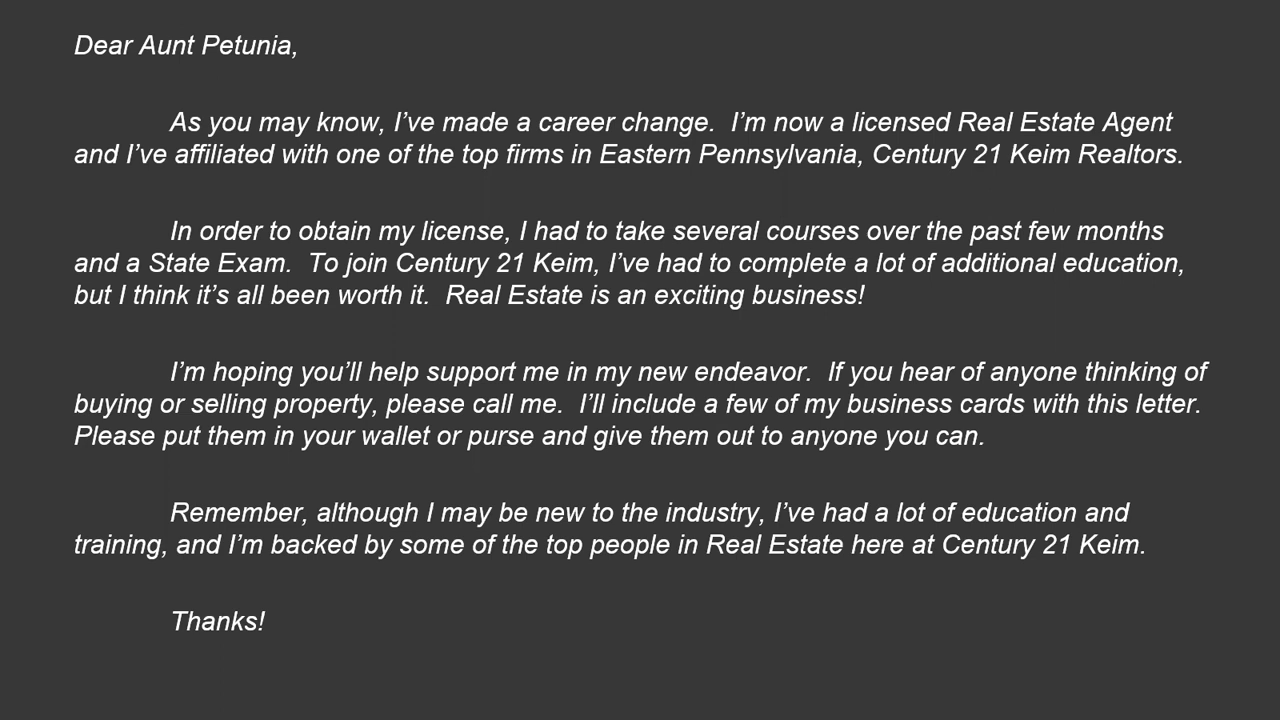 Dear Aunt Petunia,
As you may know, I’ve made a career change.  I’m now a licensed Real Estate Agent
and I’ve affiliated with one of the top firms in Eastern Pennsylvania, Century 21 Keim Realtors.
In order to obtain my license, I had to take several courses over the past few months
and a State Exam.  To join Century 21 Keim, I’ve had to complete a lot of additional education,
but I think it’s all been worth it.  Real Estate is an exciting business!
I’m hoping you’ll help support me in my new endeavor.  If you hear of anyone thinking of
buying or selling property, please call me.  I’ll include a few of my business cards with this letter.
Please put them in your wallet or purse and give them out to anyone you can.
Remember, although I may be new to the industry, I’ve had a lot of education and
training, and I’m backed by some of the top people in Real Estate here at Century 21 Keim.
Thanks!